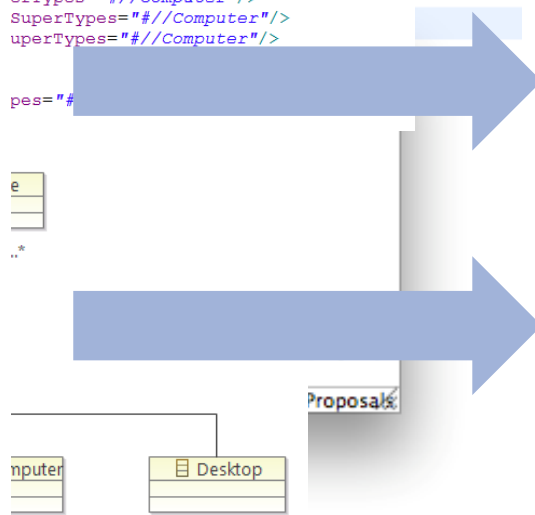 SuperTypes="#//Computer"/>
uperTypes="#//Computer"/>
pes="#
e
..*
Proposals
mputer
Desktop